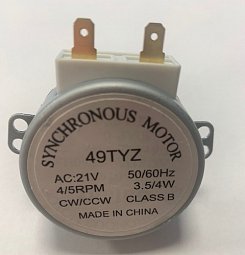 SYNCHRONOUS MOTOR
49TYZ
AC:21V 50/60Hz
4/5RPM 3.5/4W
CW/CCW CLASS B
MADE IN CHINA